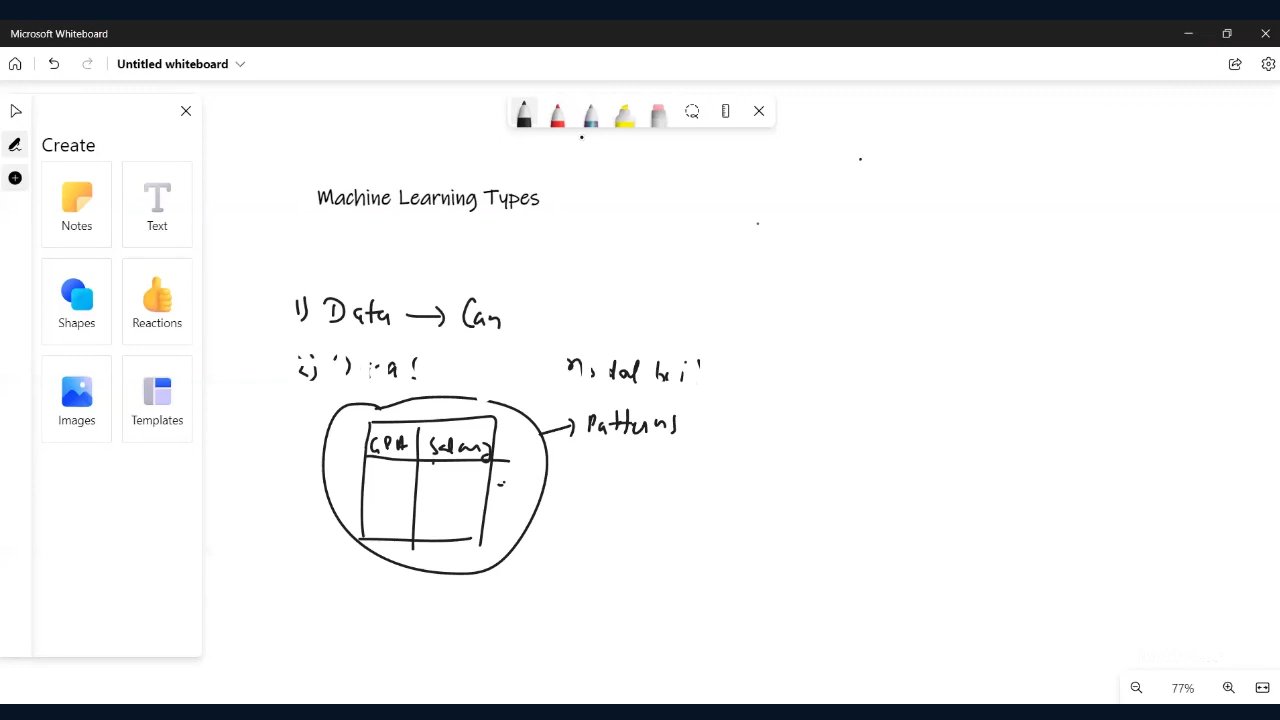 Microsoft Whiteboard
Untitled whiteboard
Create
Notes Text
Shapes Reactions
Images Templates
Machine Learning Types
1) Data → Can
GPA Salary
→ Patterns
77%